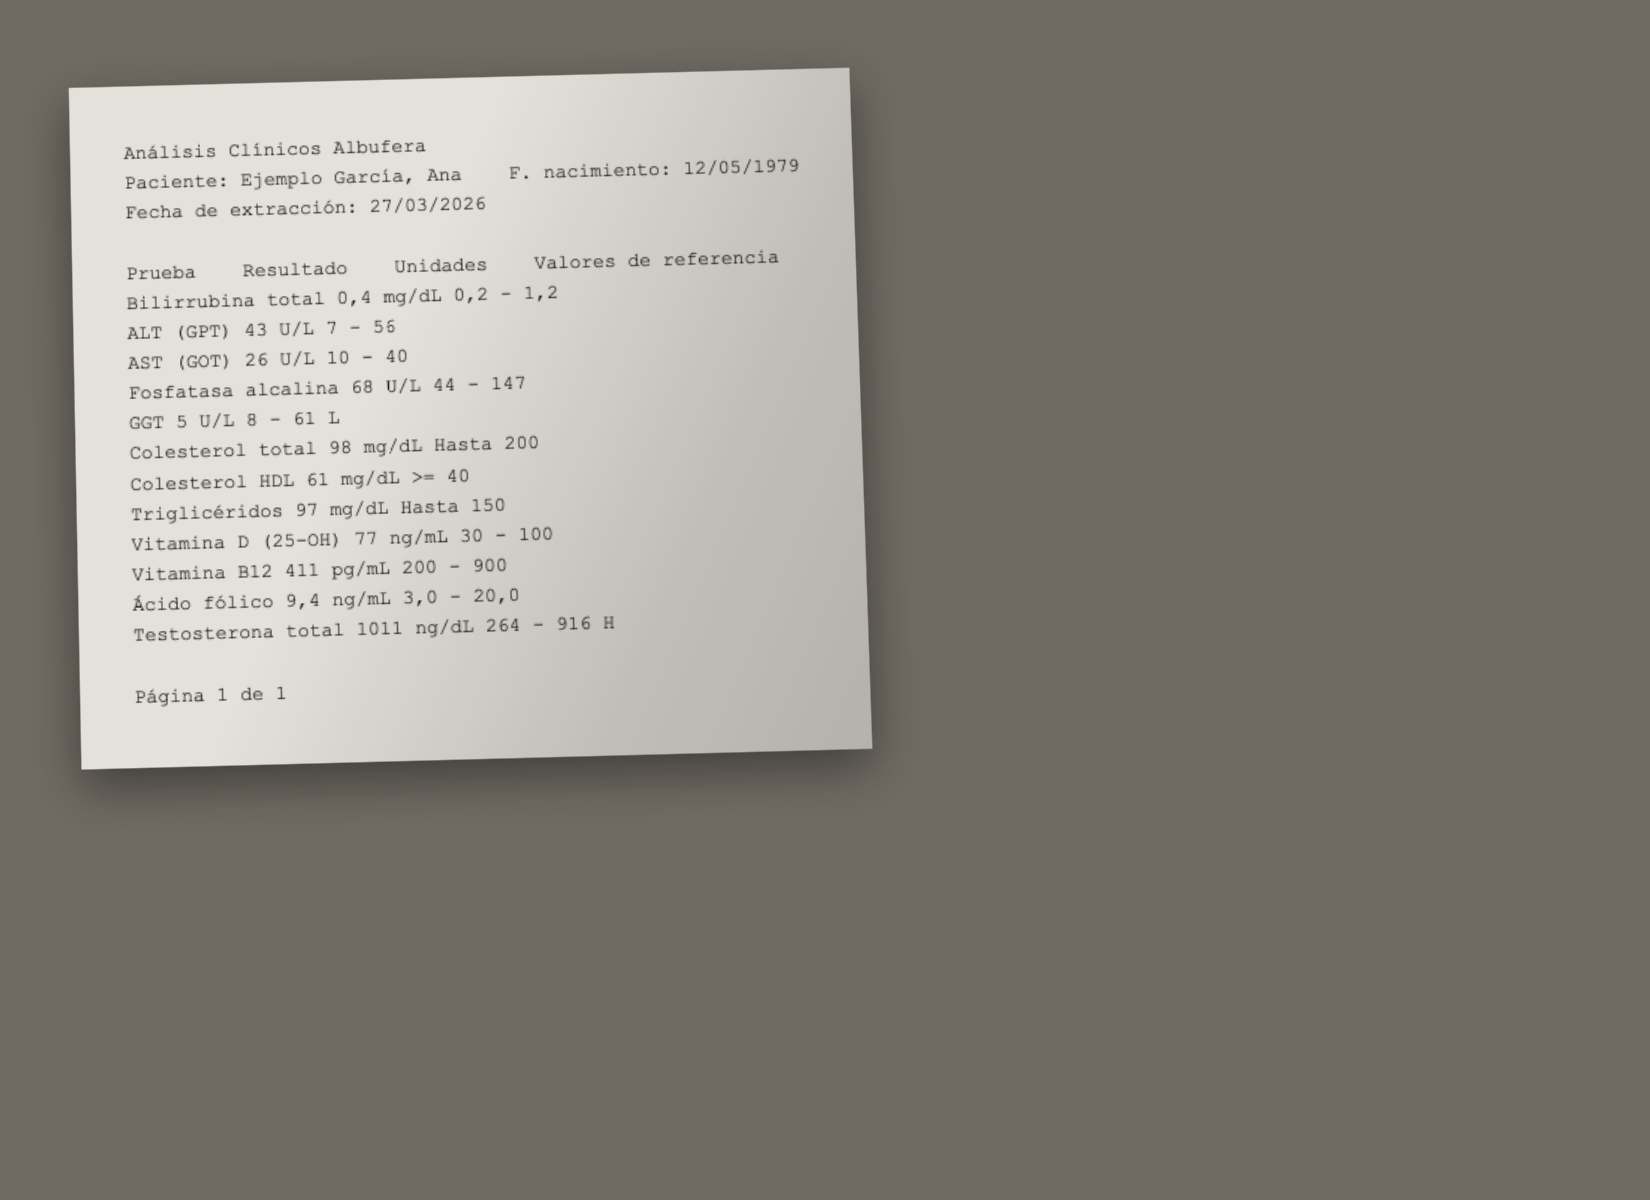 Análisis Clínicos Albufera
Paciente: Ejemplo García, Ana    F. nacimiento: 12/05/1979
Fecha de extracción: 27/03/2026

Prueba    Resultado    Unidades    Valores de referencia
Bilirrubina total 0,4 mg/dL 0,2 - 1,2
ALT (GPT) 43 U/L 7 - 56
AST (GOT) 26 U/L 10 - 40
Fosfatasa alcalina 68 U/L 44 - 147
GGT 5 U/L 8 - 61 L
Colesterol total 98 mg/dL Hasta 200
Colesterol HDL 61 mg/dL >= 40
Triglicéridos 97 mg/dL Hasta 150
Vitamina D (25-OH) 77 ng/mL 30 - 100
Vitamina B12 411 pg/mL 200 - 900
Ácido fólico 9,4 ng/mL 3,0 - 20,0
Testosterona total 1011 ng/dL 264 - 916 H

Página 1 de 1